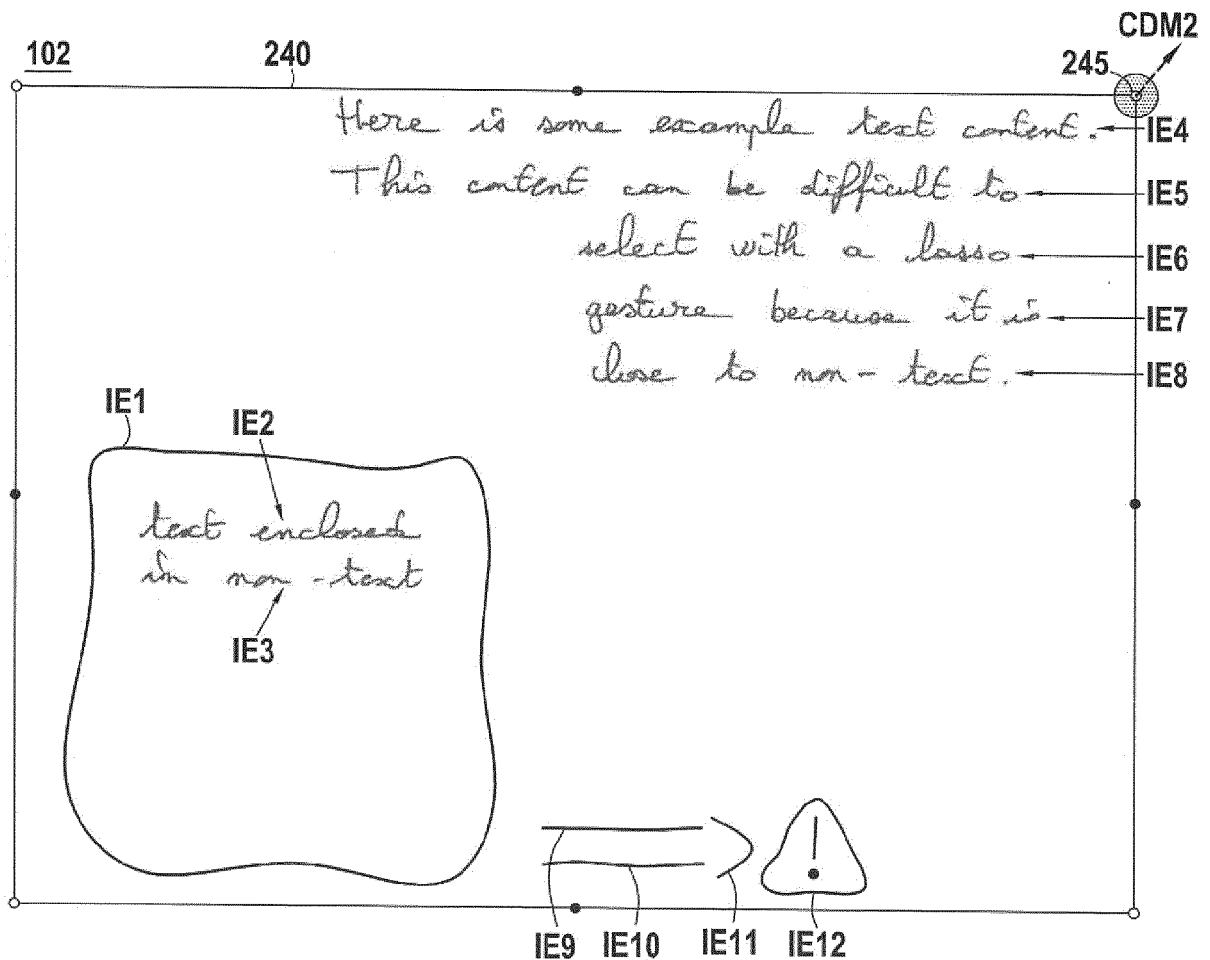 CDM2
102
240
245
Here is some example text content.
IE4
This content can be difficult to
IE5
select with a lasso
IE6
gesture because it is
IE7
close to non-text.
IE8
IE1
IE2
text enclosed
in non-text
IE3
!
IE9 IE10 IE11 IE12